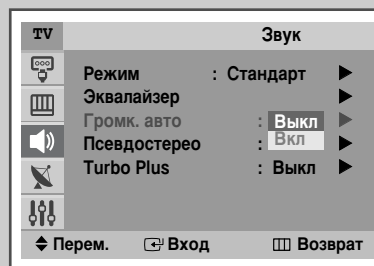 TV Звук
Режим : Стандарт
Эквалайзер
Громк. авто : Выкл
Псевдостерео : Вкл
Turbo Plus : Выкл
Перем. Вход Возврат